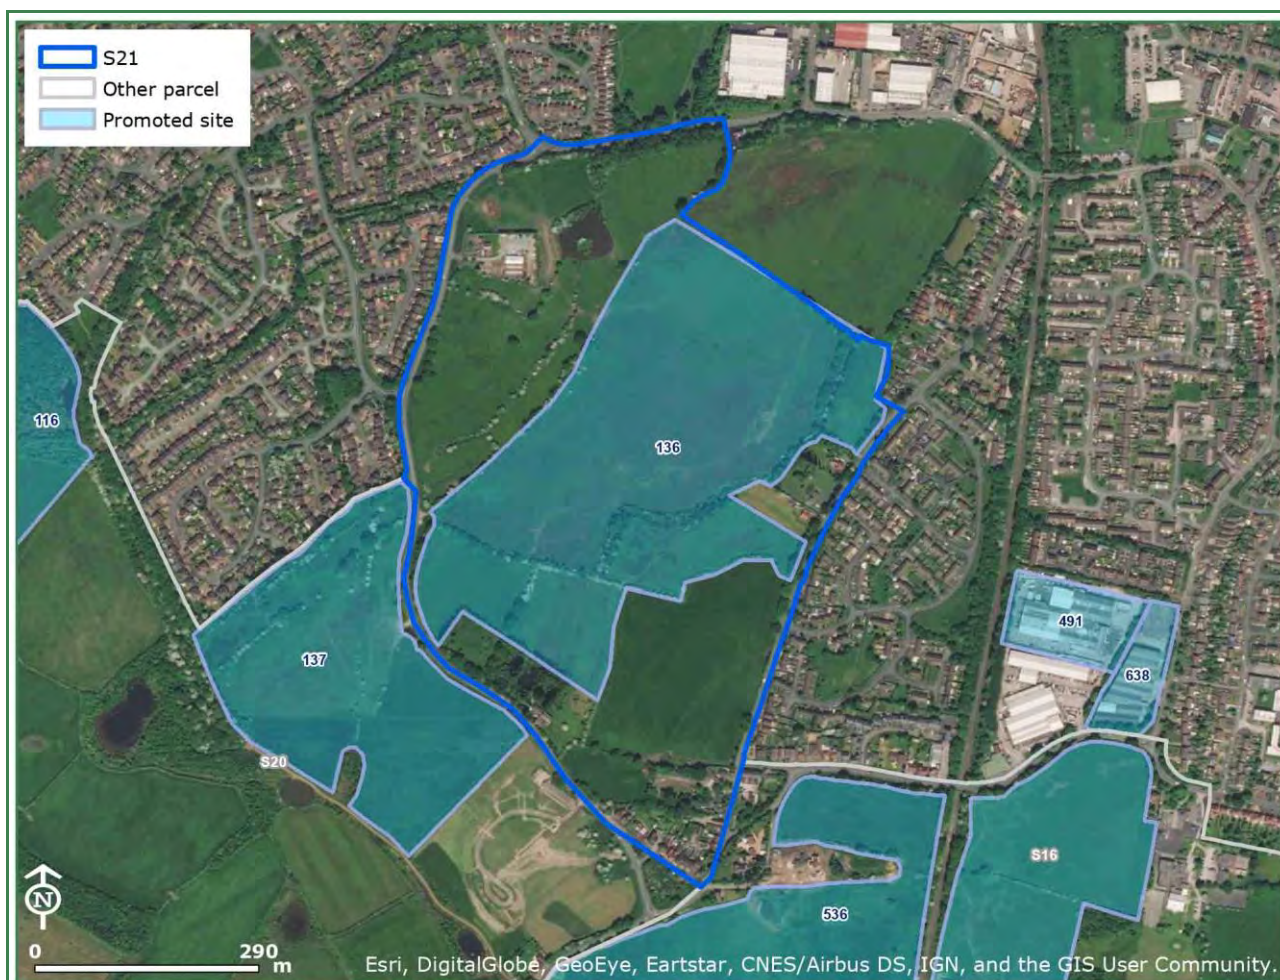 S21
Other parcel
Promoted site
116
136
137
491
638
S20
S16
536
N
0 290
m
Esri, DigitalGlobe, GeoEye, Eartstar, CNES/Airbus DS, IGN, and the GIS User Community